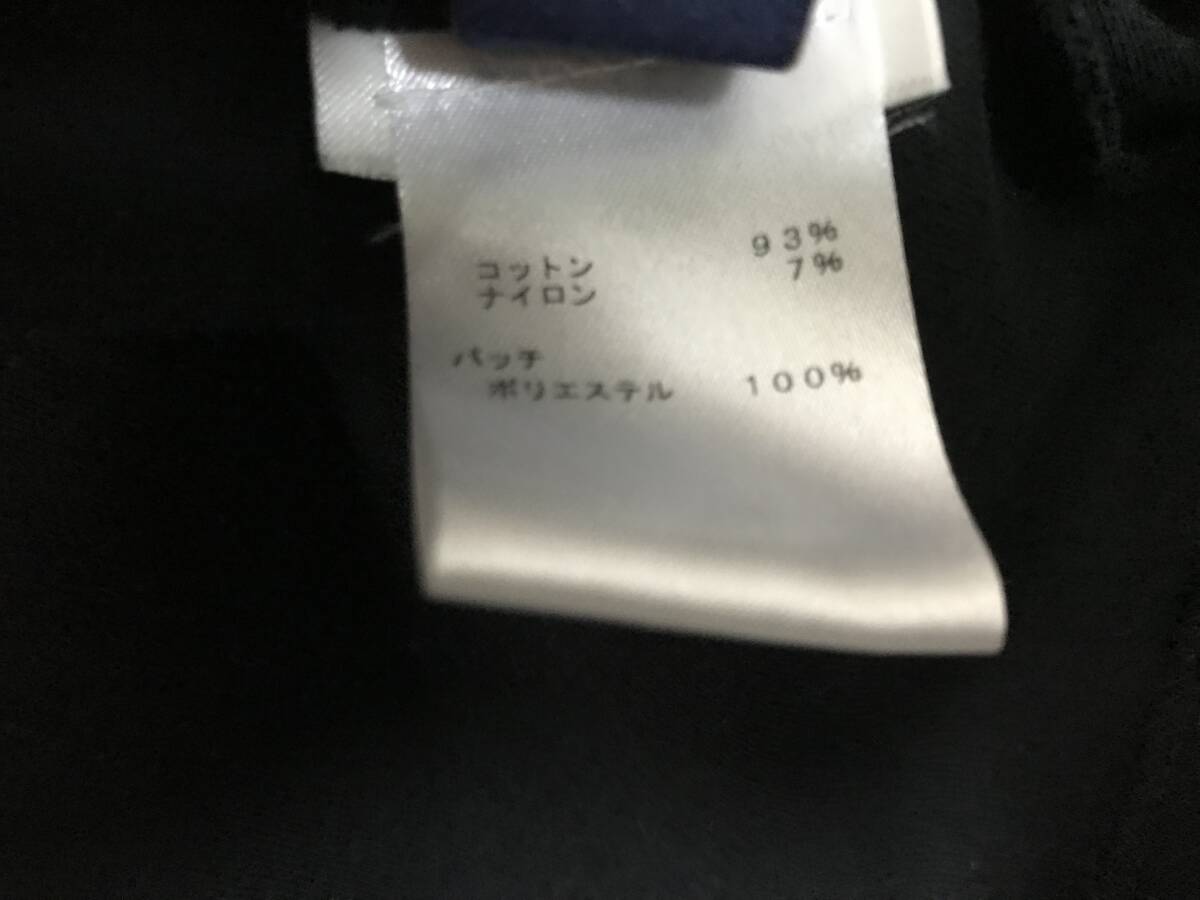 コットン 93%
ナイロン 7%
パッチ
ポリエステル 100%